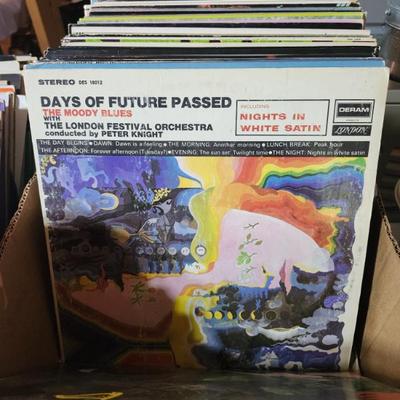 STEREO DES 18012
DAYS OF FUTURE PASSED
THE MOODY BLUES
WITH
THE LONDON FESTIVAL ORCHESTRA
conducted by PETER KNIGHT
INCLUDING
NIGHTS IN
WHITE SATIN
DERAM
LONDON
THE DAY BEGINS●DAWN: Dawn is a feeling●THE MORNING: Another morning●LUNCH BREAK: Peak hour
THE AFTERNOON: Forever afternoon (Tuesday?)●EVENING: The sun set: Twilight time●THE NIGHT: Nights in white satin